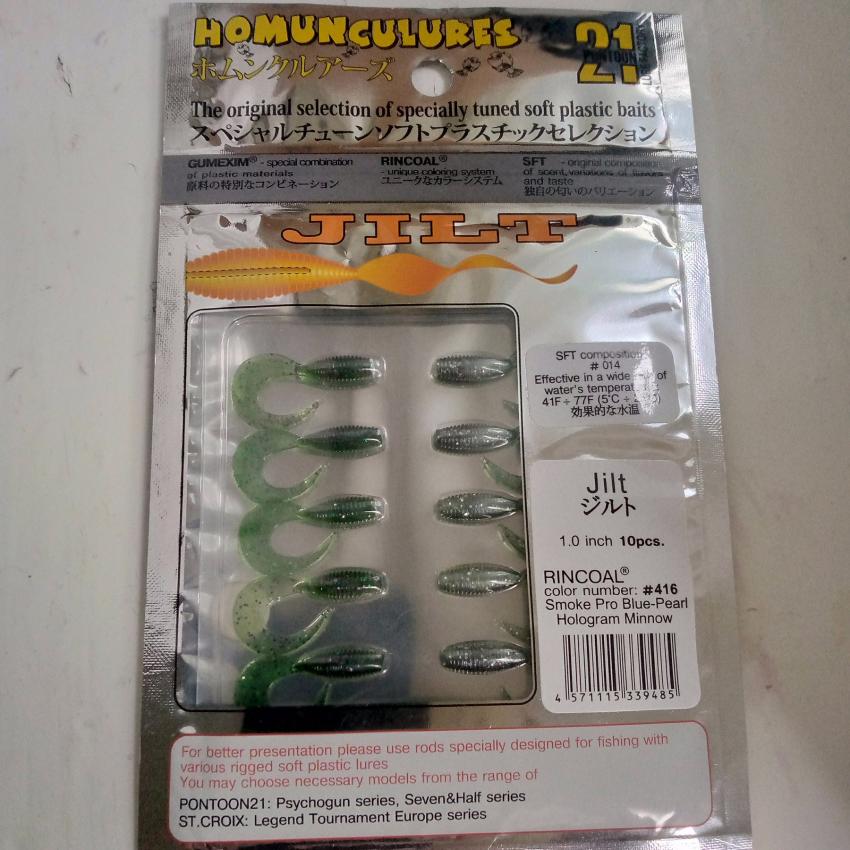 HOMUNCULURES
ホムンクルアーズ
PONTOON
21
The original selection of specially tuned soft plastic baits
スペシャルチューンソフトプラスチックセレクション
GUMEXIM® - special combination
of plastic materials
原料の特別なコンビネーション
RINCOAL®
- unique coloring system
ユニークなカラーシステム
SFT - original composition
of scent, variations of flavors
and taste
独自の匂いのバリエーション
JILT
SFT composition
# 014
Effective in a wide of
water's temperature
41F ÷ 77F (5°C ÷
効果的な水温
Jilt
ジルト
1.0 inch 10pcs.
RINCOAL®
color number: #416
Smoke Pro Blue-Pearl
Hologram Minnow
4 571115 339485
For better presentation please use rods specially designed for fishing with
various rigged soft plastic lures
You may choose necessary models from the range of
PONTOON21: Psychogun series, Seven&Half series
ST.CROIX: Legend Tournament Europe series